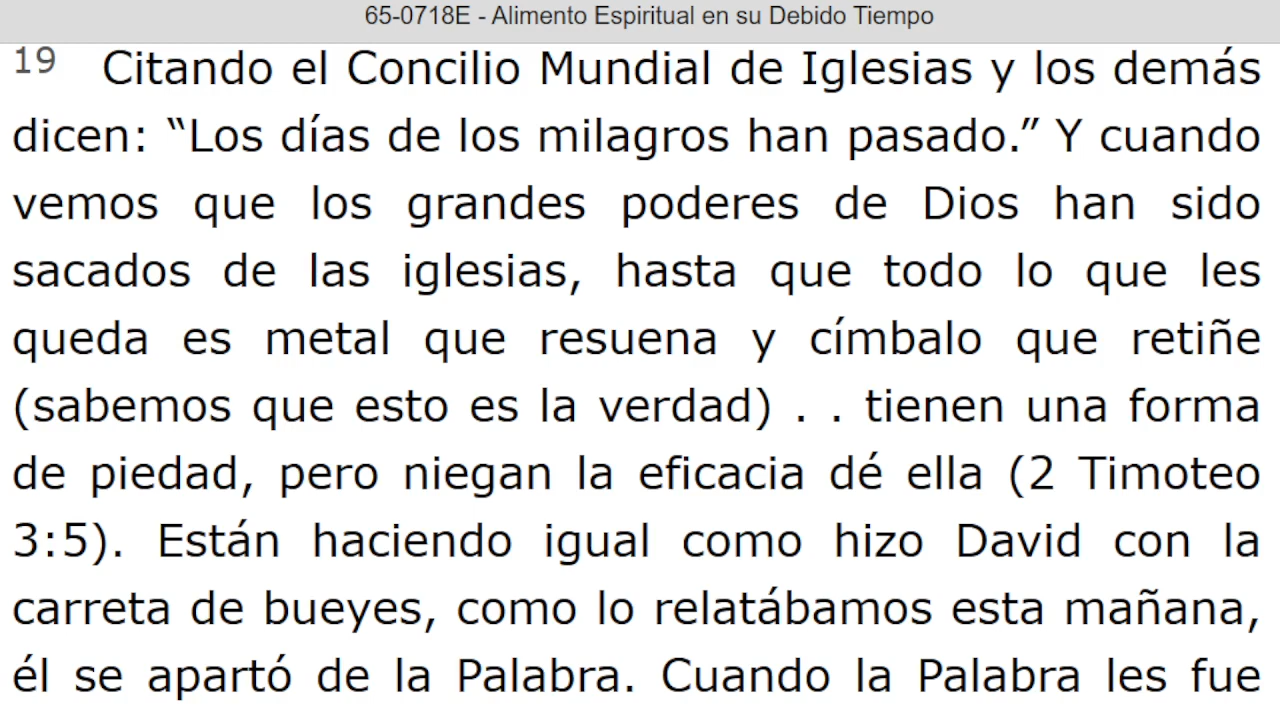 65-0718E - Alimento Espiritual en su Debido Tiempo
19 Citando el Concilio Mundial de Iglesias y los demás
dicen: “Los días de los milagros han pasado.” Y cuando
vemos que los grandes poderes de Dios han sido
sacados de las iglesias, hasta que todo lo que les
queda es metal que resuena y címbalo que retiñe
(sabemos que esto es la verdad) . . tienen una forma
de piedad, pero niegan la eficacia dé ella (2 Timoteo
3:5). Están haciendo igual como hizo David con la
carreta de bueyes, como lo relatábamos esta mañana,
él se apartó de la Palabra. Cuando la Palabra les fue